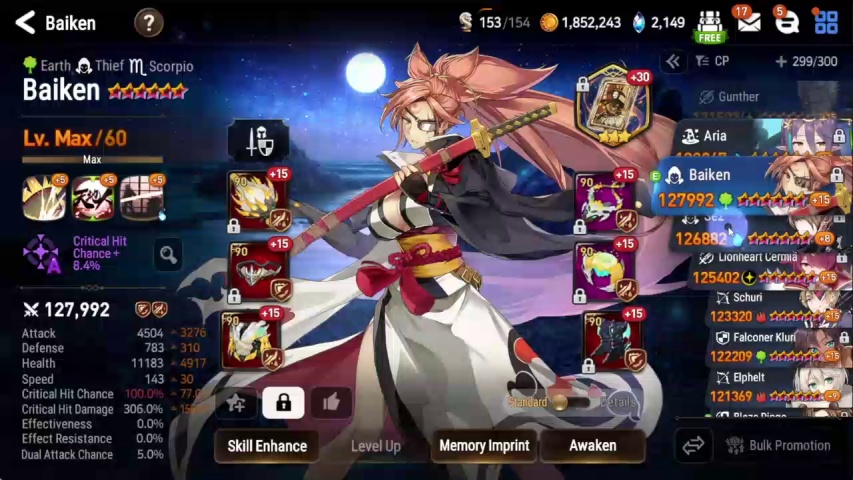 Baiken
?
153/154
1,852,243
2,149
FREE
17
5
Earth Thief Scorpio
Baiken
Lv. Max/60
Max
+5
+5
+5
A
Critical Hit
Chance +
8.4%
127,992
Attack 4504 3276
Defense 783 310
Health 11183 4917
Speed 143 30
Critical Hit Chance 100.0%
Critical Hit Damage 306.0%
Effectiveness 0.0%
Effect Resistance 0.0%
Dual Attack Chance 5.0%
90 +15
90 +15
90 +15
+30
90 +15
90 +15
90 +15
Standard Details
Skill Enhance
Level Up
Memory Imprint
Awaken
CP
299/300
Gunther
Aria
E
Baiken
127992 +15
Sez
126882 +8
Lionheart Cermia
125402 +15
Schuri
123320 +15
Falconer Kluri
122209 +15
Elphelt
121369
Blaze Dingo
Bulk Promotion